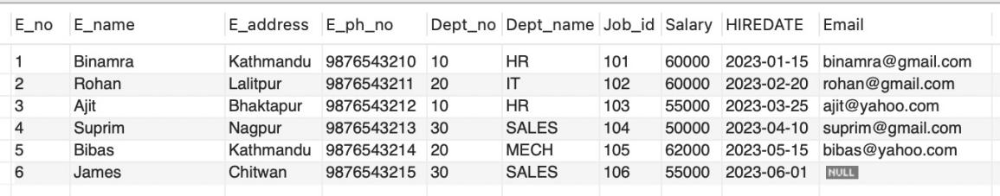 E_no E_name E_address E_ph_no Dept_no Dept_name Job_id Salary HIREDATE Email
1 Binamra Kathmandu 9876543210 10 HR 101 60000 2023-01-15 binamra@gmail.com
2 Rohan Lalitpur 9876543211 20 IT 102 60000 2023-02-20 rohan@gmail.com
3 Ajit Bhaktapur 9876543212 10 HR 103 55000 2023-03-25 ajit@yahoo.com
4 Suprim Nagpur 9876543213 30 SALES 104 50000 2023-04-10 suprim@gmail.com
5 Bibas Kathmandu 9876543214 20 MECH 105 62000 2023-05-15 bibas@yahoo.com
6 James Chitwan 9876543215 30 SALES 106 55000 2023-06-01 NULL